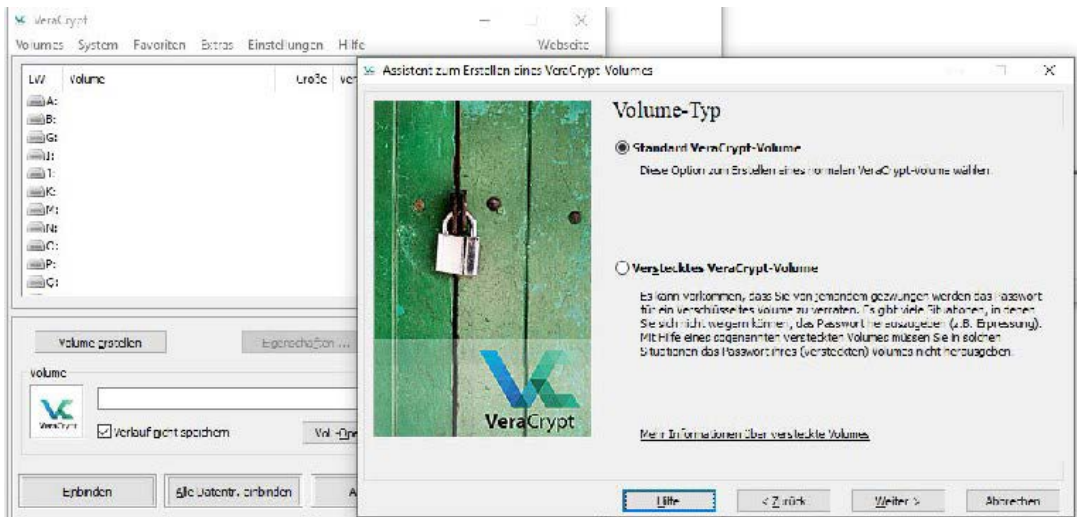 VeraCrypt
Volumes System Favoriten Extras Einstellungen Hilfe Webseite
LW Volume Größe Ver
A:
B:
G:
K:
M:
N:
O:
P:
Q:
Volume erstellen
Eigenschaften ...
Volume
VeraCrypt
Verlauf nicht speichern
Vol.-Ope
Einbinden
Alle Datentr. einbinden
A
Assistent zum Erstellen eines VeraCrypt-Volumes
VeraCrypt
Volume-Typ
Standard VeraCrypt-Volume
Diese Option zum Erstellen eines normalen VeraCrypt-Volume wählen.
Verstecktes VeraCrypt-Volume
Es kann vorkommen, dass Sie von jemandem gezwungen werden das Passwort
für ein verschlüsseltes Volume zu verraten. Es gibt viele Situationen, in denen
Sie sich nicht weigern können, das Passwort herauszugeben (z.B. Erpressung).
Mit Hilfe eines sogenannten versteckten Volumes müssen Sie in solchen
Situationen das Passwort ihres (versteckten) Volumes nicht herausgeben.
Mehr Informationen über versteckte Volumes
Hilfe
< Zurück
Weiter >
Abbrechen